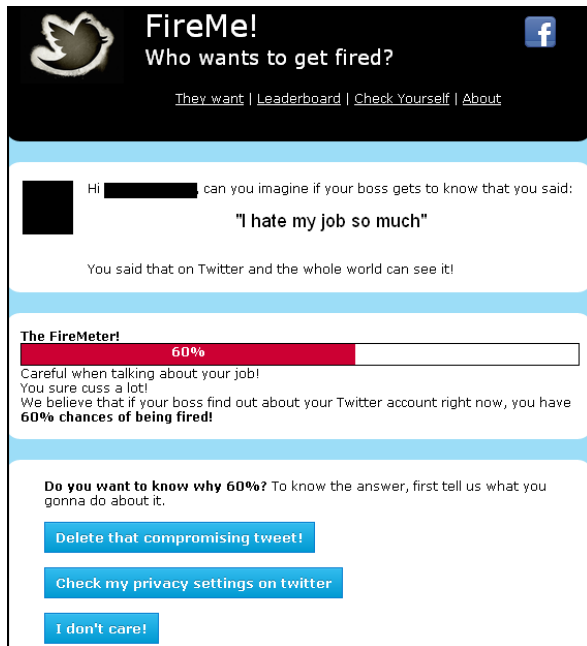 FireMe!
Who wants to get fired?
They want | Leaderboard | Check Yourself | About
Hi , can you imagine if your boss gets to know that you said:
"I hate my job so much"
You said that on Twitter and the whole world can see it!
The FireMeter!
60%
Careful when talking about your job!
You sure cuss a lot!
We believe that if your boss find out about your Twitter account right now, you have
60% chances of being fired!
Do you want to know why 60%? To know the answer, first tell us what you
gonna do about it.
Delete that compromising tweet!
Check my privacy settings on twitter
I don't care!